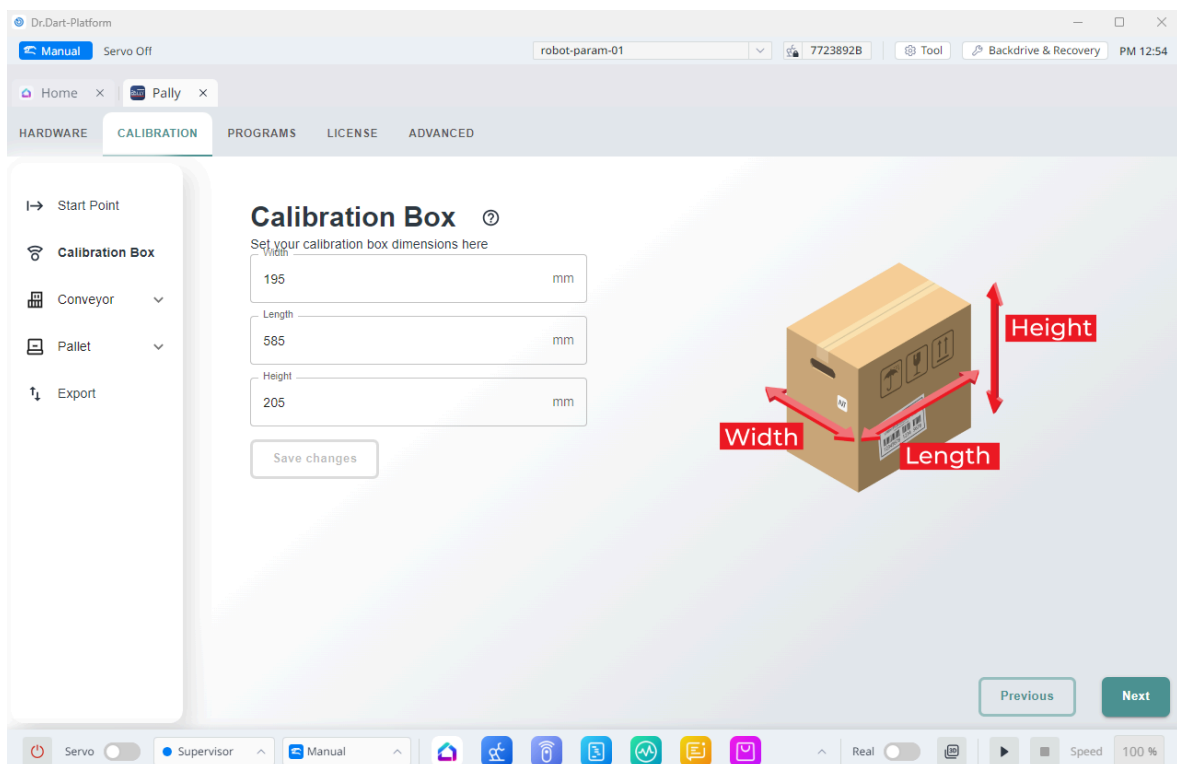 Dr.Dart-Platform
Manual Servo Off robot-param-01 7723892B Tool Backdrive & Recovery PM 12:54
Home Pally
HARDWARE CALIBRATION PROGRAMS LICENSE ADVANCED
Start Point
Calibration Box
Conveyor
Pallet
Export
Calibration Box
Set your calibration box dimensions here
Width
195 mm
Length
585 mm
Height
205 mm
Save changes
Height
Width
Length
Previous Next
Servo Supervisor Manual Real 3D Speed 100 %